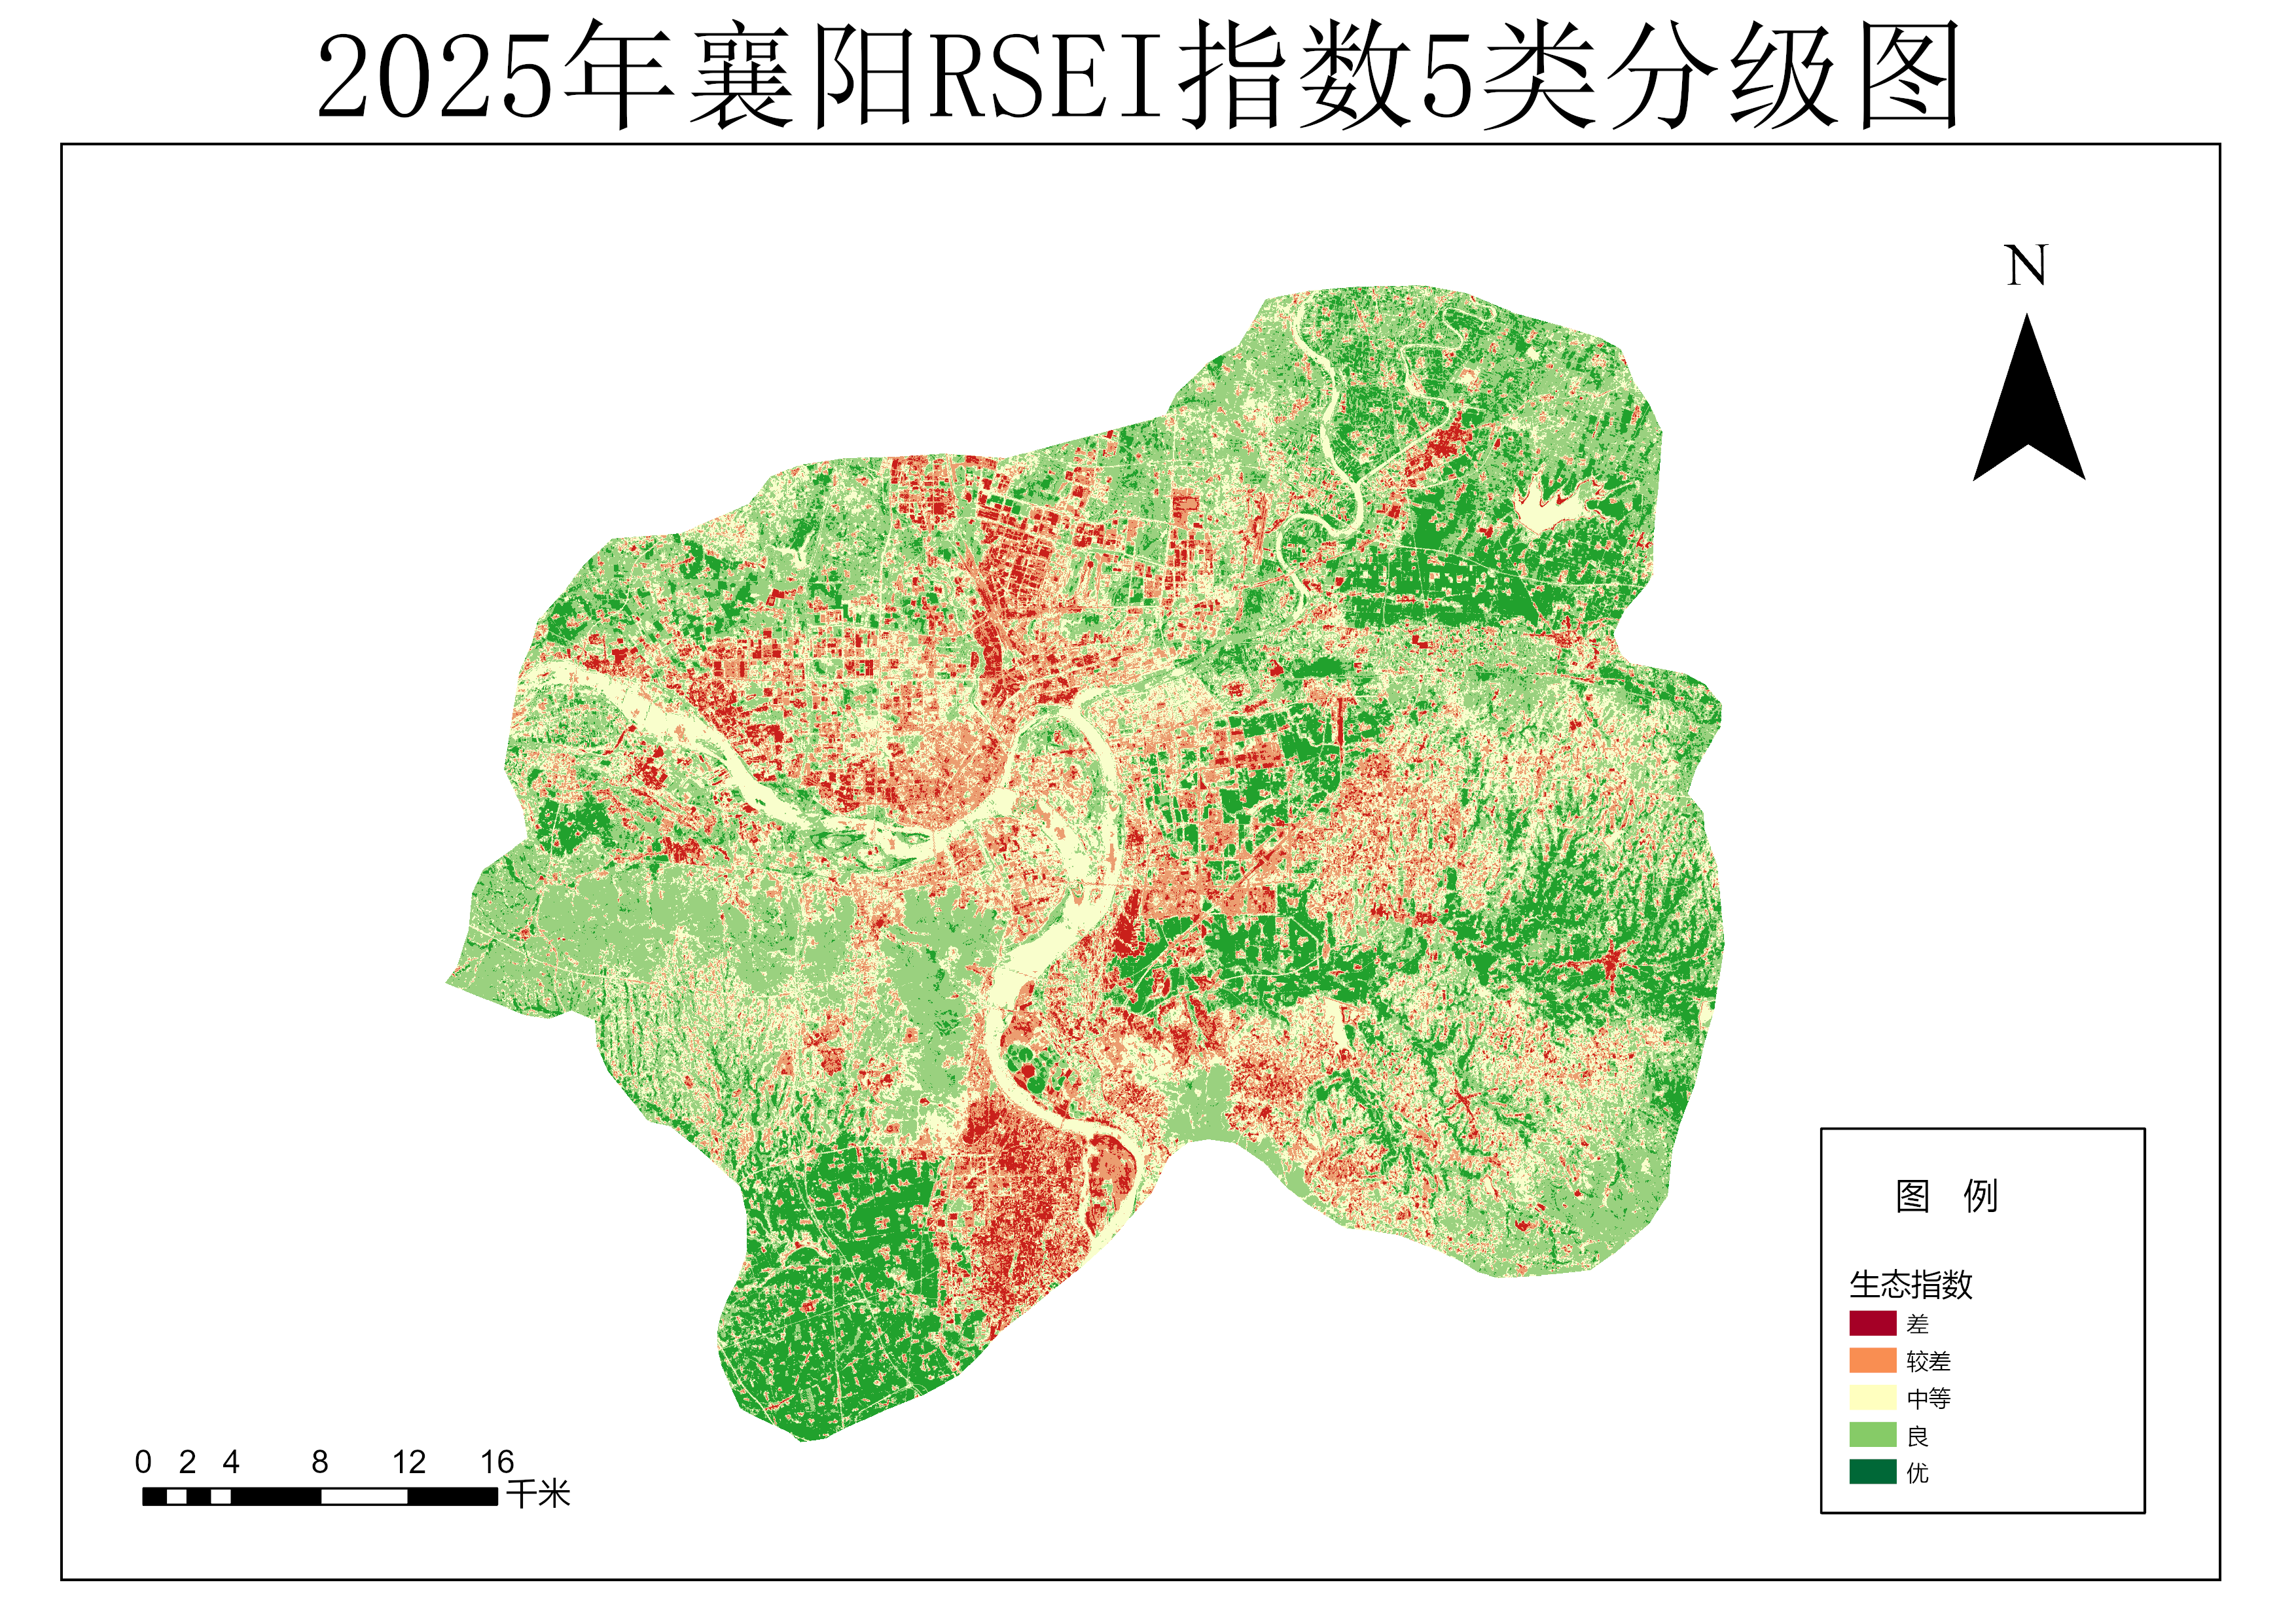 2025年襄阳RSEI指数5类分级图
N
图 例
生态指数
差
较差
中等
良
优
0 2 4 8 12 16
千米